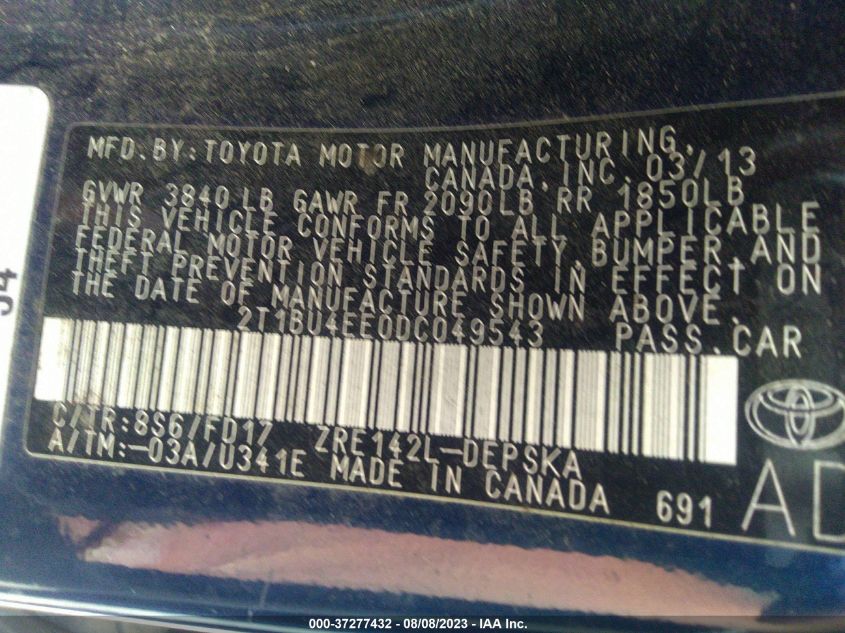 MFD.BY:TOYOTA MOTOR MANUFACTURING,
CANADA,INC. 03/13
GVWR 3840 LB GAWR FR 2090LB RR 1850LB
THIS VEHICLE CONFORMS TO ALL APPLICABLE
FEDERAL MOTOR VEHICLE SAFETY,BUMPER,AND
THEFT PREVENTION STANDARDS IN EFFECT ON
THE DATE OF MANUFACTURE SHOWN ABOVE.
2T1BU4EE0DC049543 PASS.CAR
C/TR:8S6/FD17 ZRE142L-DEPSKA
A/TM:-03A/U341E MADE IN CANADA 691
AD
54
000-37277432 - 08/08/2023 - IAA Inc.